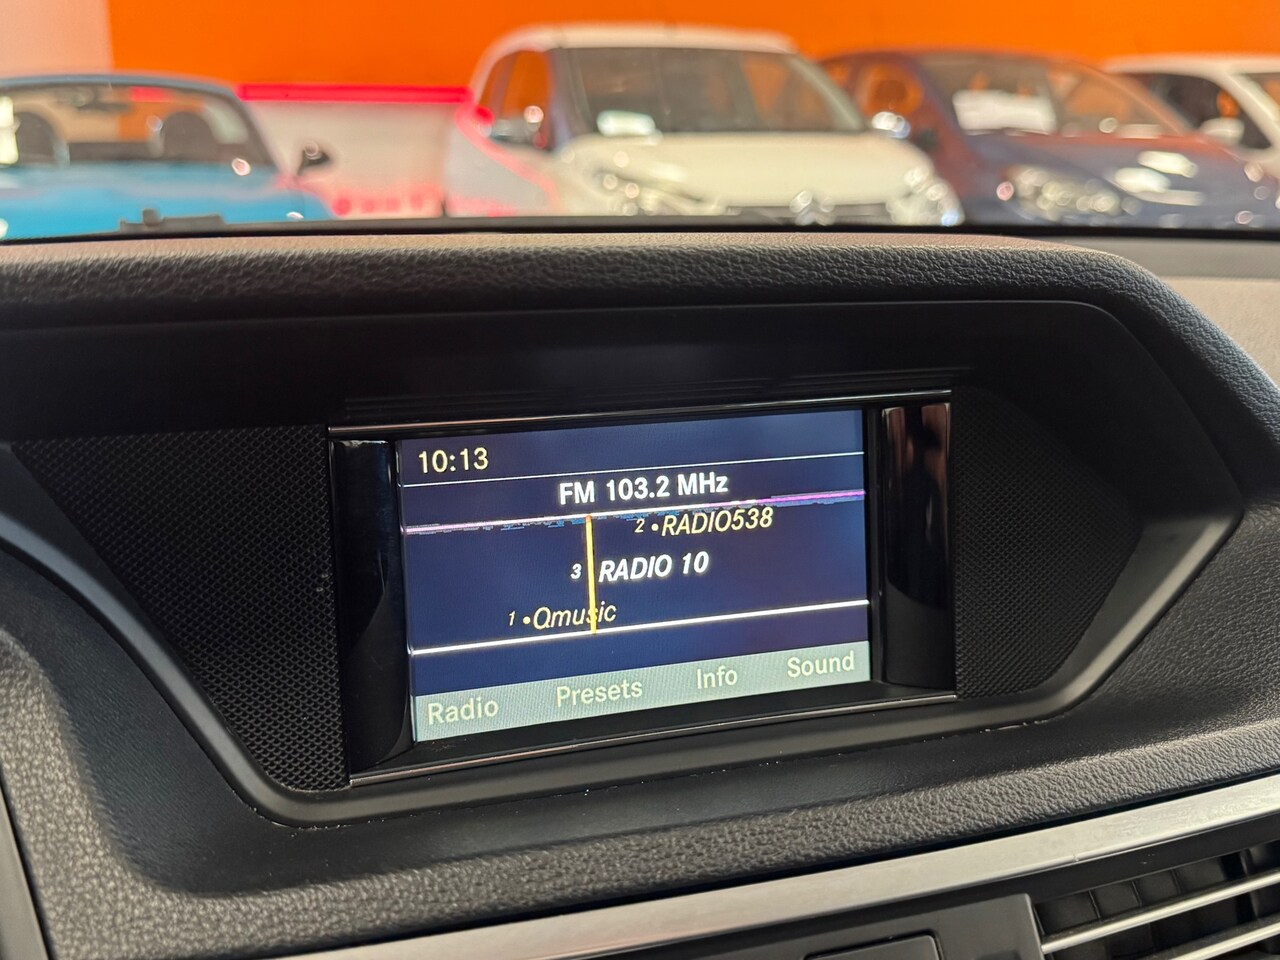 10:13
FM 103.2 MHz
2 •RADIO538
3 RADIO 10
1 •Qmusic
Radio Presets Info Sound